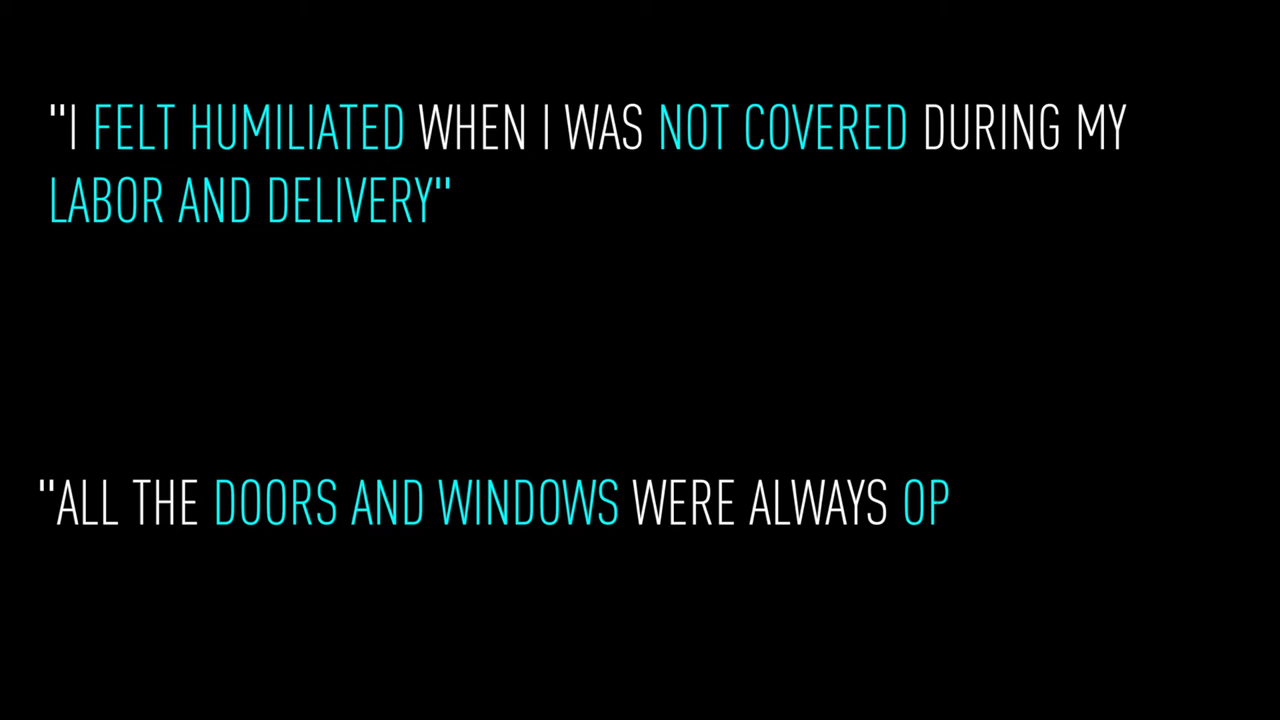 "I FELT HUMILIATED WHEN I WAS NOT COVERED DURING MY
LABOR AND DELIVERY"
"ALL THE DOORS AND WINDOWS WERE ALWAYS OP